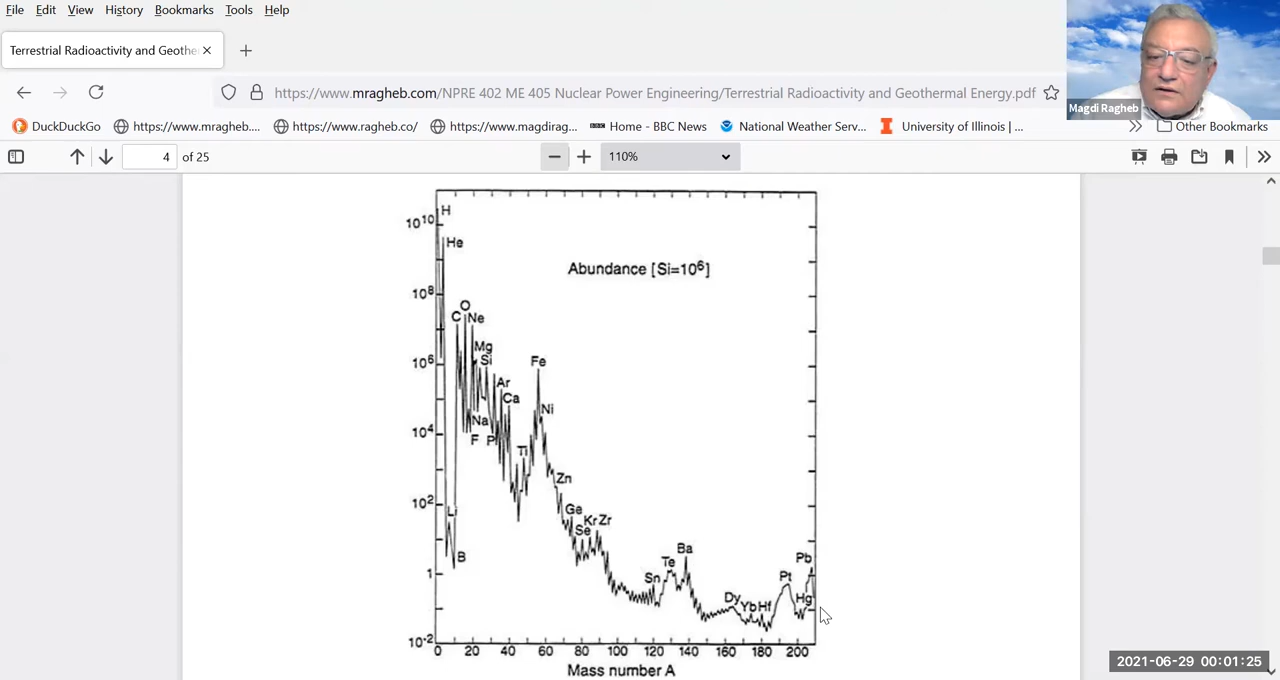 File Edit View History Bookmarks Tools Help
Terrestrial Radioactivity and Geothe
https://www.mragheb.com/NPRE 402 ME 405 Nuclear Power Engineering/Terrestrial Radioactivity and Geothermal Energy.pdf
Magdi Ragheb
DuckDuckGo https://www.mragheb.... https://www.ragheb.co/ https://www.magdirag... BBC Home - BBC News National Weather Serv... University of Illinois | ... Other Bookmarks
4 of 25 110%
10¹⁰ H
He
Abundance [Si=10⁶]
10⁸
O
C Ne
Mg
10⁶ Si Fe
Ar
Ca
Ni
Na
10⁴ F P
Ti
Zn
10² Li Ge
Kr Zr
Se
B Ba
Te Pb
1 Sn Pt
Dy Yb Hf Hg
10⁻²
0 20 40 60 80 100 120 140 160 180 200
Mass number A
2021-06-29 00:01:25